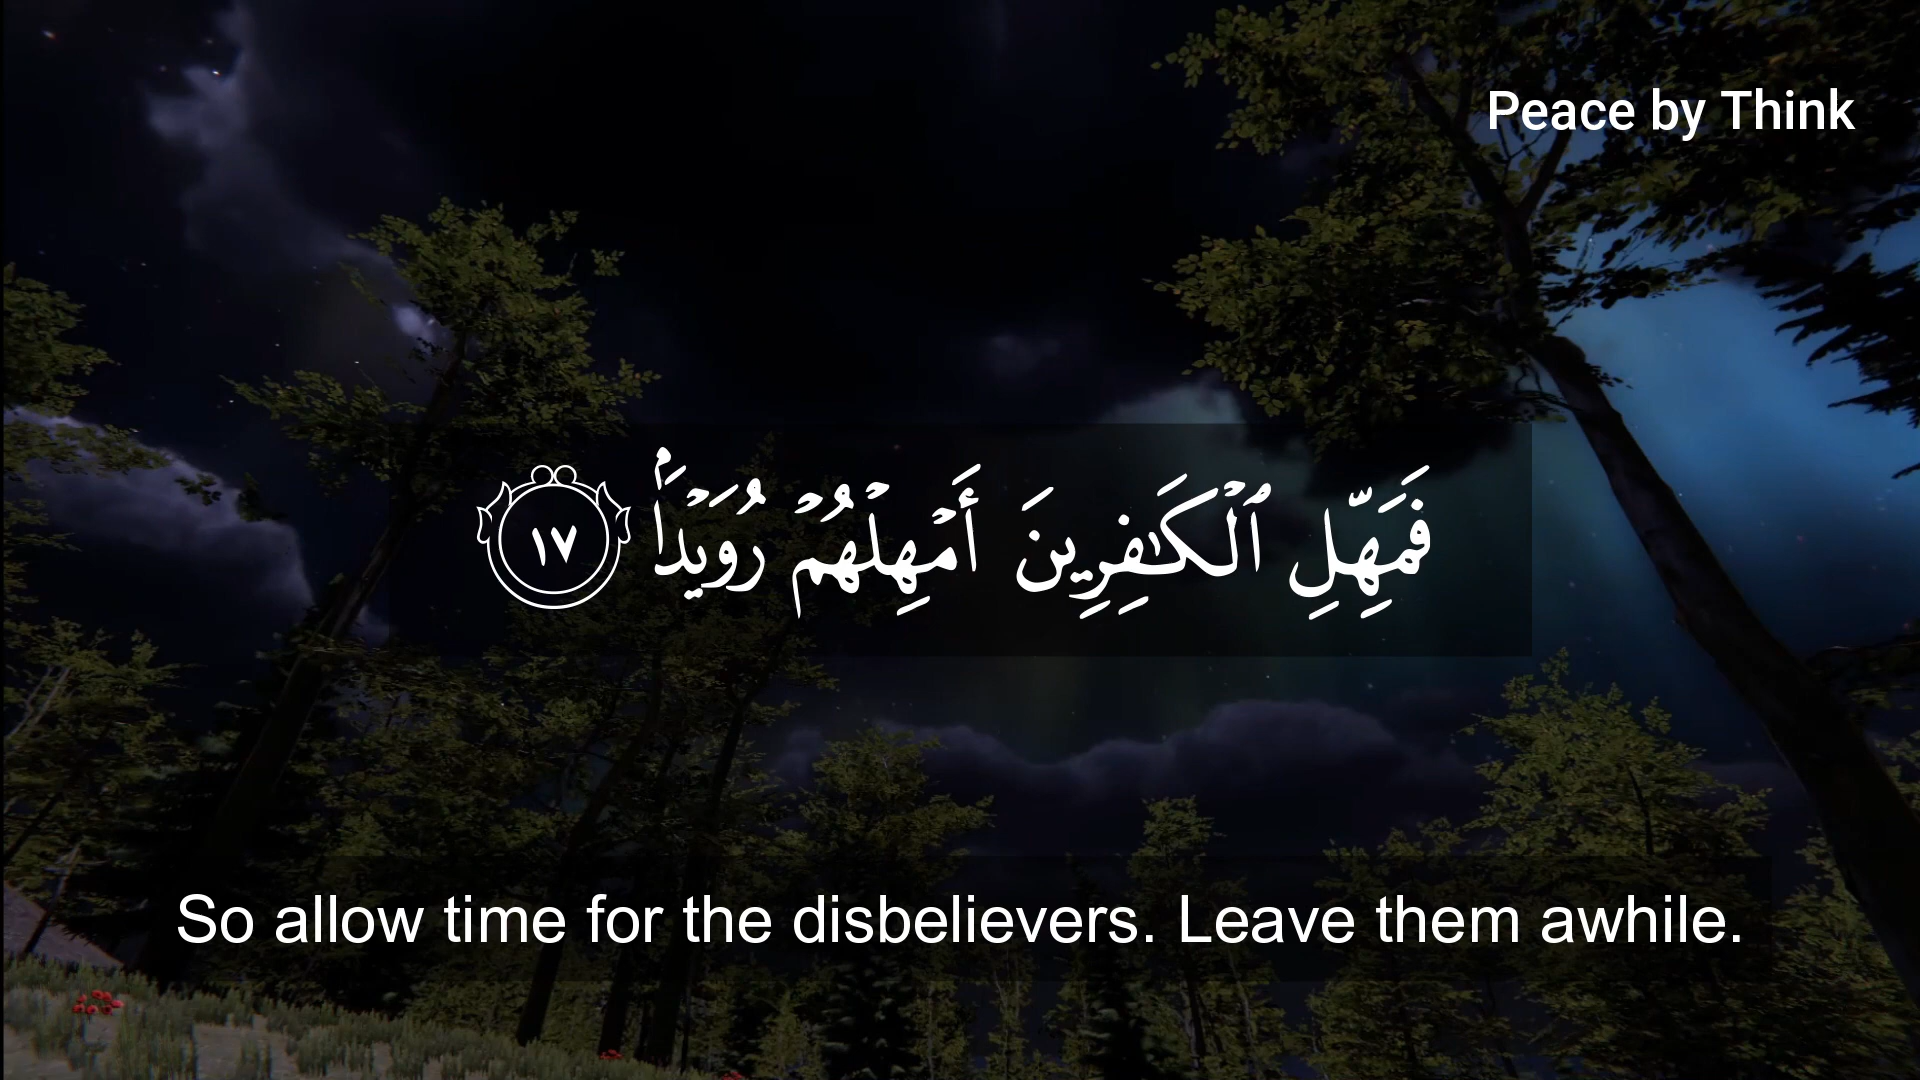 Peace by Think
فَمَهِّلِ ٱلْكَـٰفِرِينَ أَمْهِلْهُمْ رُوَيْدًۢا ١٧
So allow time for the disbelievers. Leave them awhile.